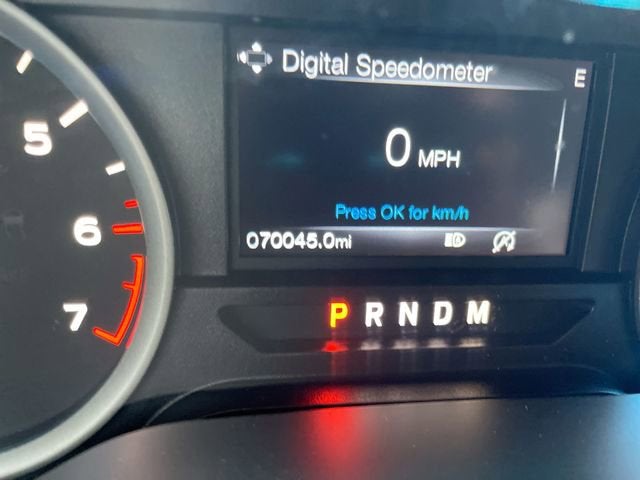 Digital Speedometer
E
0 MPH
Press OK for km/h
070045.0mi
5
6
7
P R N D M